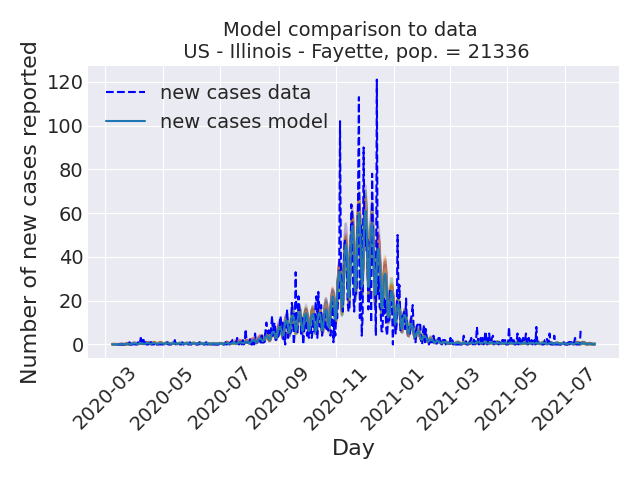 Model comparison to data
US - Illinois - Fayette, pop. = 21336
Number of new cases reported
120
100
80
60
40
20
0
new cases data
new cases model
2020-03
2020-05
2020-07
2020-09
2020-11
2021-01
2021-03
2021-05
2021-07
Day